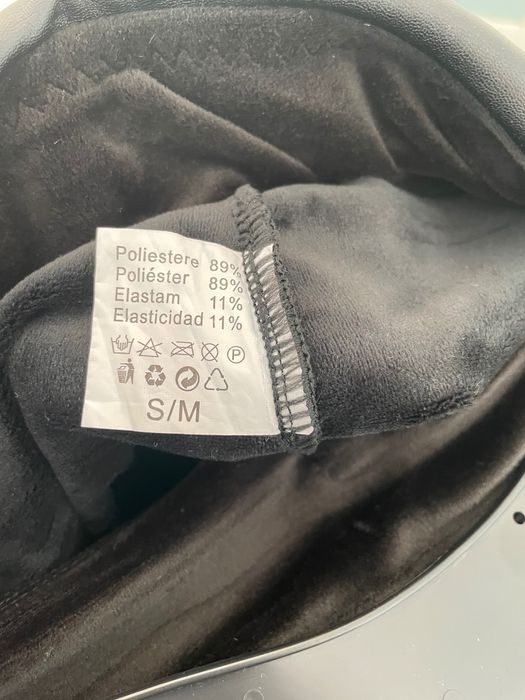 Poliestere 89%
Poliéster 89%
Elastam 11%
Elasticidad 11%
P
S/M